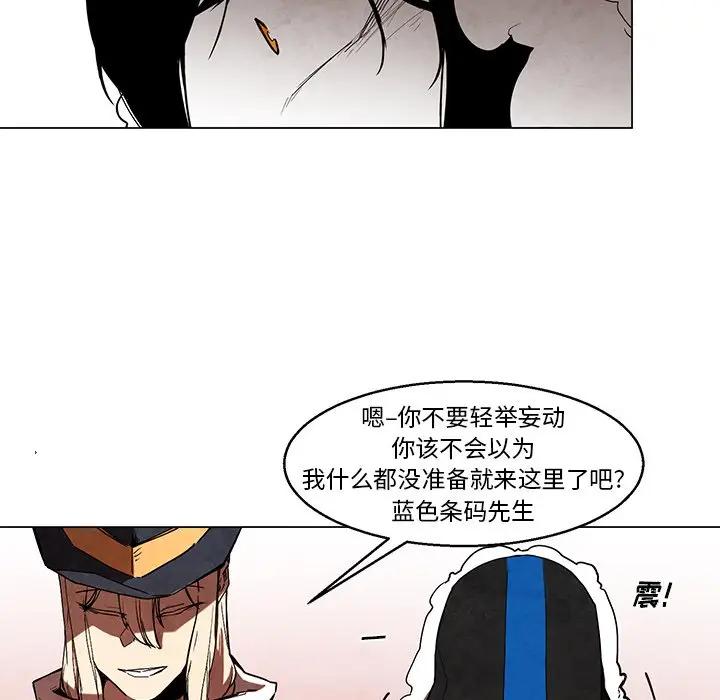 嗯–你不要轻举妄动
你该不会以为
我什么都没准备就来这里了吧?
蓝色条码先生
震!